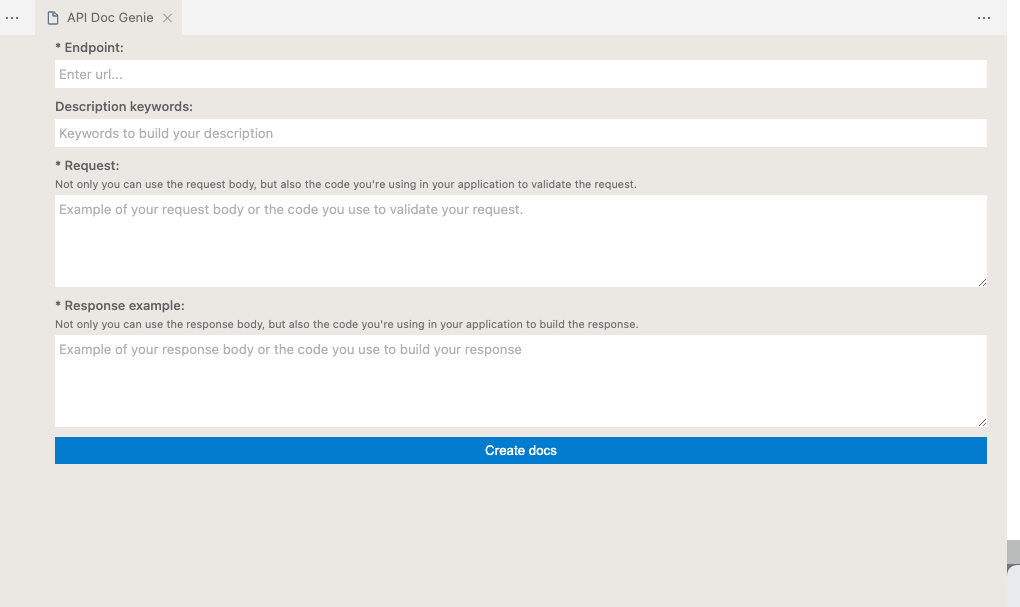 API Doc Genie
* Endpoint:
Enter url...
Description keywords:
Keywords to build your description
* Request:
Not only you can use the request body, but also the code you're using in your application to validate the request.
Example of your request body or the code you use to validate your request.
* Response example:
Not only you can use the response body, but also the code you're using in your application to build the response.
Example of your response body or the code you use to build your response
Create docs